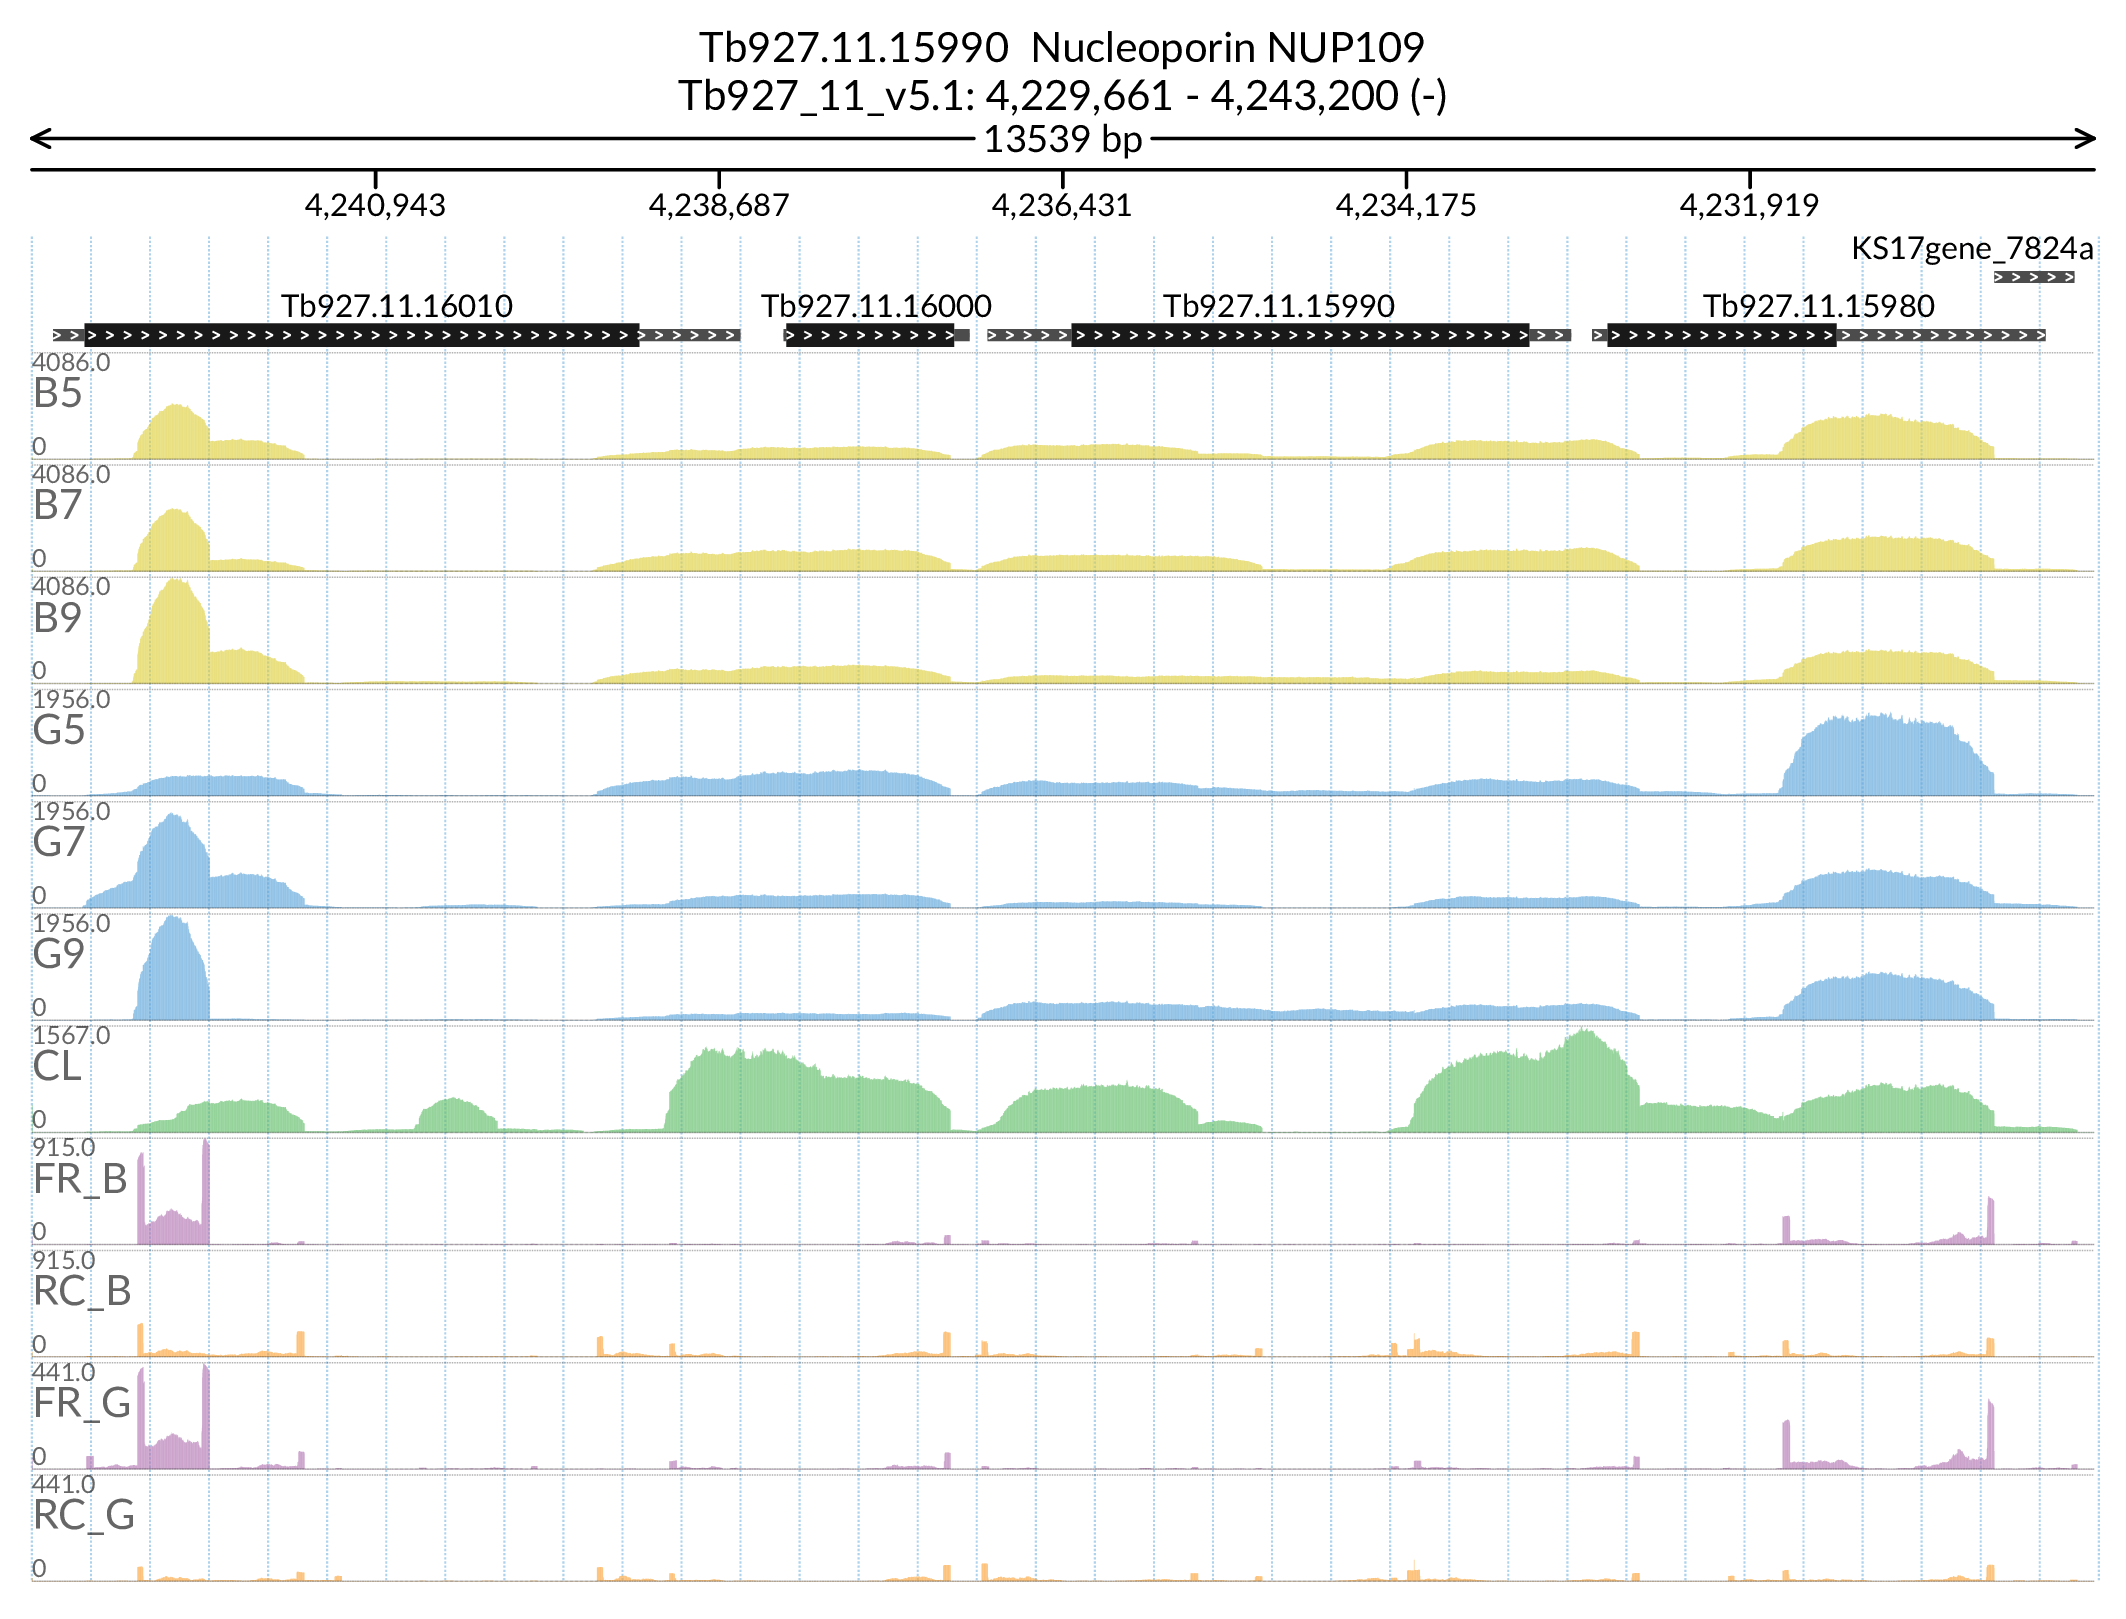 Tb927.11.15990  Nucleoporin NUP109
Tb927_11_v5.1: 4,229,661 - 4,243,200 (-)
13539 bp
4,240,943 4,238,687 4,236,431 4,234,175 4,231,919
KS17gene_7824a
Tb927.11.16010 Tb927.11.16000 Tb927.11.15990 Tb927.11.15980
4086.0
B5
0
4086.0
B7
0
4086.0
B9
0
1956.0
G5
0
1956.0
G7
0
1956.0
G9
0
1567.0
CL
0
915.0
FR_B
0
915.0
RC_B
0
441.0
FR_G
0
441.0
RC_G
0